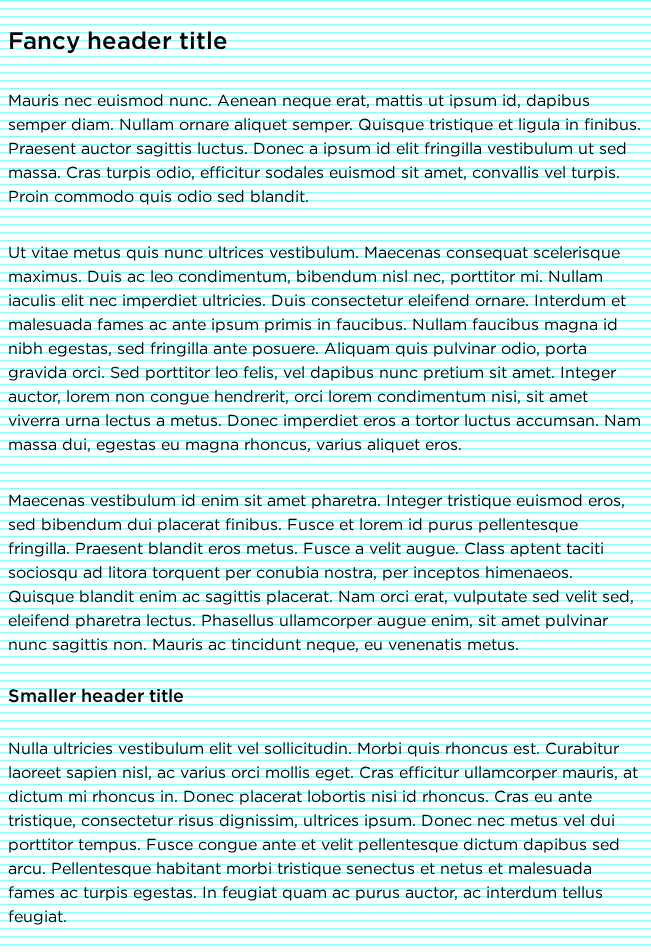 Fancy header title
Mauris nec euismod nunc. Aenean neque erat, mattis ut ipsum id, dapibus
semper diam. Nullam ornare aliquet semper. Quisque tristique et ligula in finibus.
Praesent auctor sagittis luctus. Donec a ipsum id elit fringilla vestibulum ut sed
massa. Cras turpis odio, efficitur sodales euismod sit amet, convallis vel turpis.
Proin commodo quis odio sed blandit.
Ut vitae metus quis nunc ultrices vestibulum. Maecenas consequat scelerisque
maximus. Duis ac leo condimentum, bibendum nisl nec, porttitor mi. Nullam
iaculis elit nec imperdiet ultricies. Duis consectetur eleifend ornare. Interdum et
malesuada fames ac ante ipsum primis in faucibus. Nullam faucibus magna id
nibh egestas, sed fringilla ante posuere. Aliquam quis pulvinar odio, porta
gravida orci. Sed porttitor leo felis, vel dapibus nunc pretium sit amet. Integer
auctor, lorem non congue hendrerit, orci lorem condimentum nisi, sit amet
viverra urna lectus a metus. Donec imperdiet eros a tortor luctus accumsan. Nam
massa dui, egestas eu magna rhoncus, varius aliquet eros.
Maecenas vestibulum id enim sit amet pharetra. Integer tristique euismod eros,
sed bibendum dui placerat finibus. Fusce et lorem id purus pellentesque
fringilla. Praesent blandit eros metus. Fusce a velit augue. Class aptent taciti
sociosqu ad litora torquent per conubia nostra, per inceptos himenaeos.
Quisque blandit enim ac sagittis placerat. Nam orci erat, vulputate sed velit sed,
eleifend pharetra lectus. Phasellus ullamcorper augue enim, sit amet pulvinar
nunc sagittis non. Mauris ac tincidunt neque, eu venenatis metus.
Smaller header title
Nulla ultricies vestibulum elit vel sollicitudin. Morbi quis rhoncus est. Curabitur
laoreet sapien nisl, ac varius orci mollis eget. Cras efficitur ullamcorper mauris, at
dictum mi rhoncus in. Donec placerat lobortis nisi id rhoncus. Cras eu ante
tristique, consectetur risus dignissim, ultrices ipsum. Donec nec metus vel dui
porttitor tempus. Fusce congue ante et velit pellentesque dictum dapibus sed
arcu. Pellentesque habitant morbi tristique senectus et netus et malesuada
fames ac turpis egestas. In feugiat quam ac purus auctor, ac interdum tellus
feugiat.